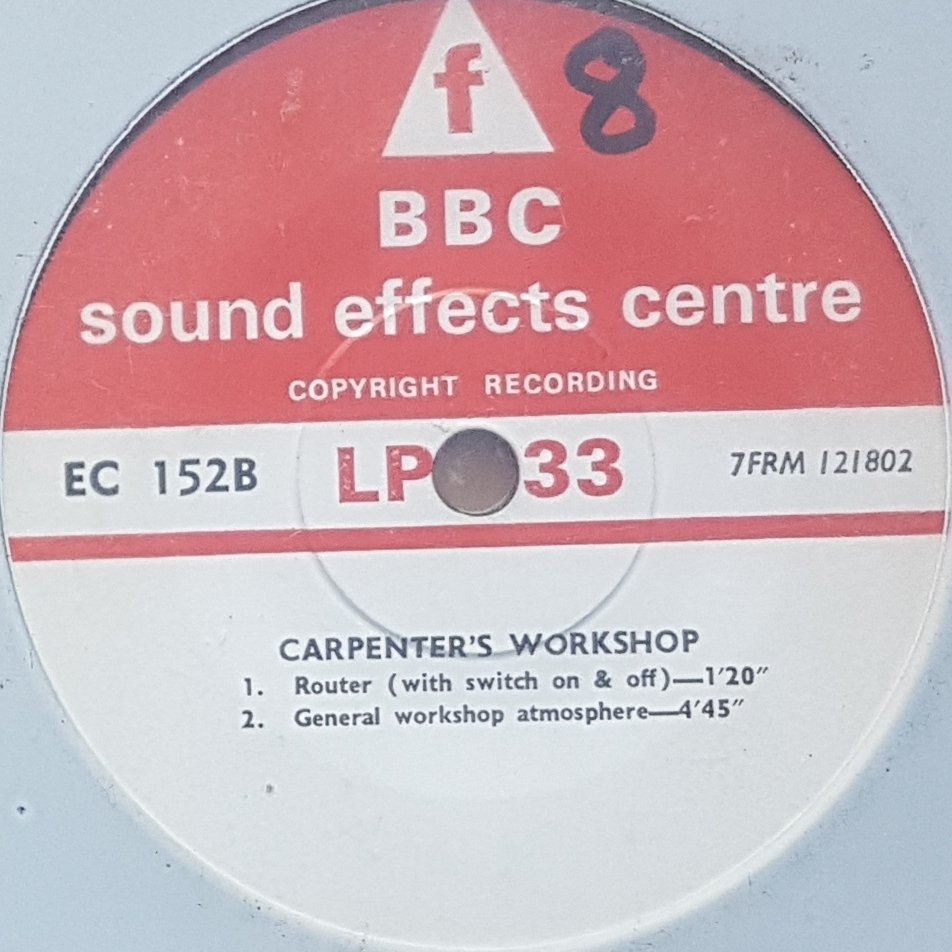 f 8
BBC
sound effects centre
COPYRIGHT RECORDING
EC 152B LP 33 7FRM 121802
CARPENTER'S WORKSHOP
1. Router (with switch on & off)—1′20″
2. General workshop atmosphere—4′45″